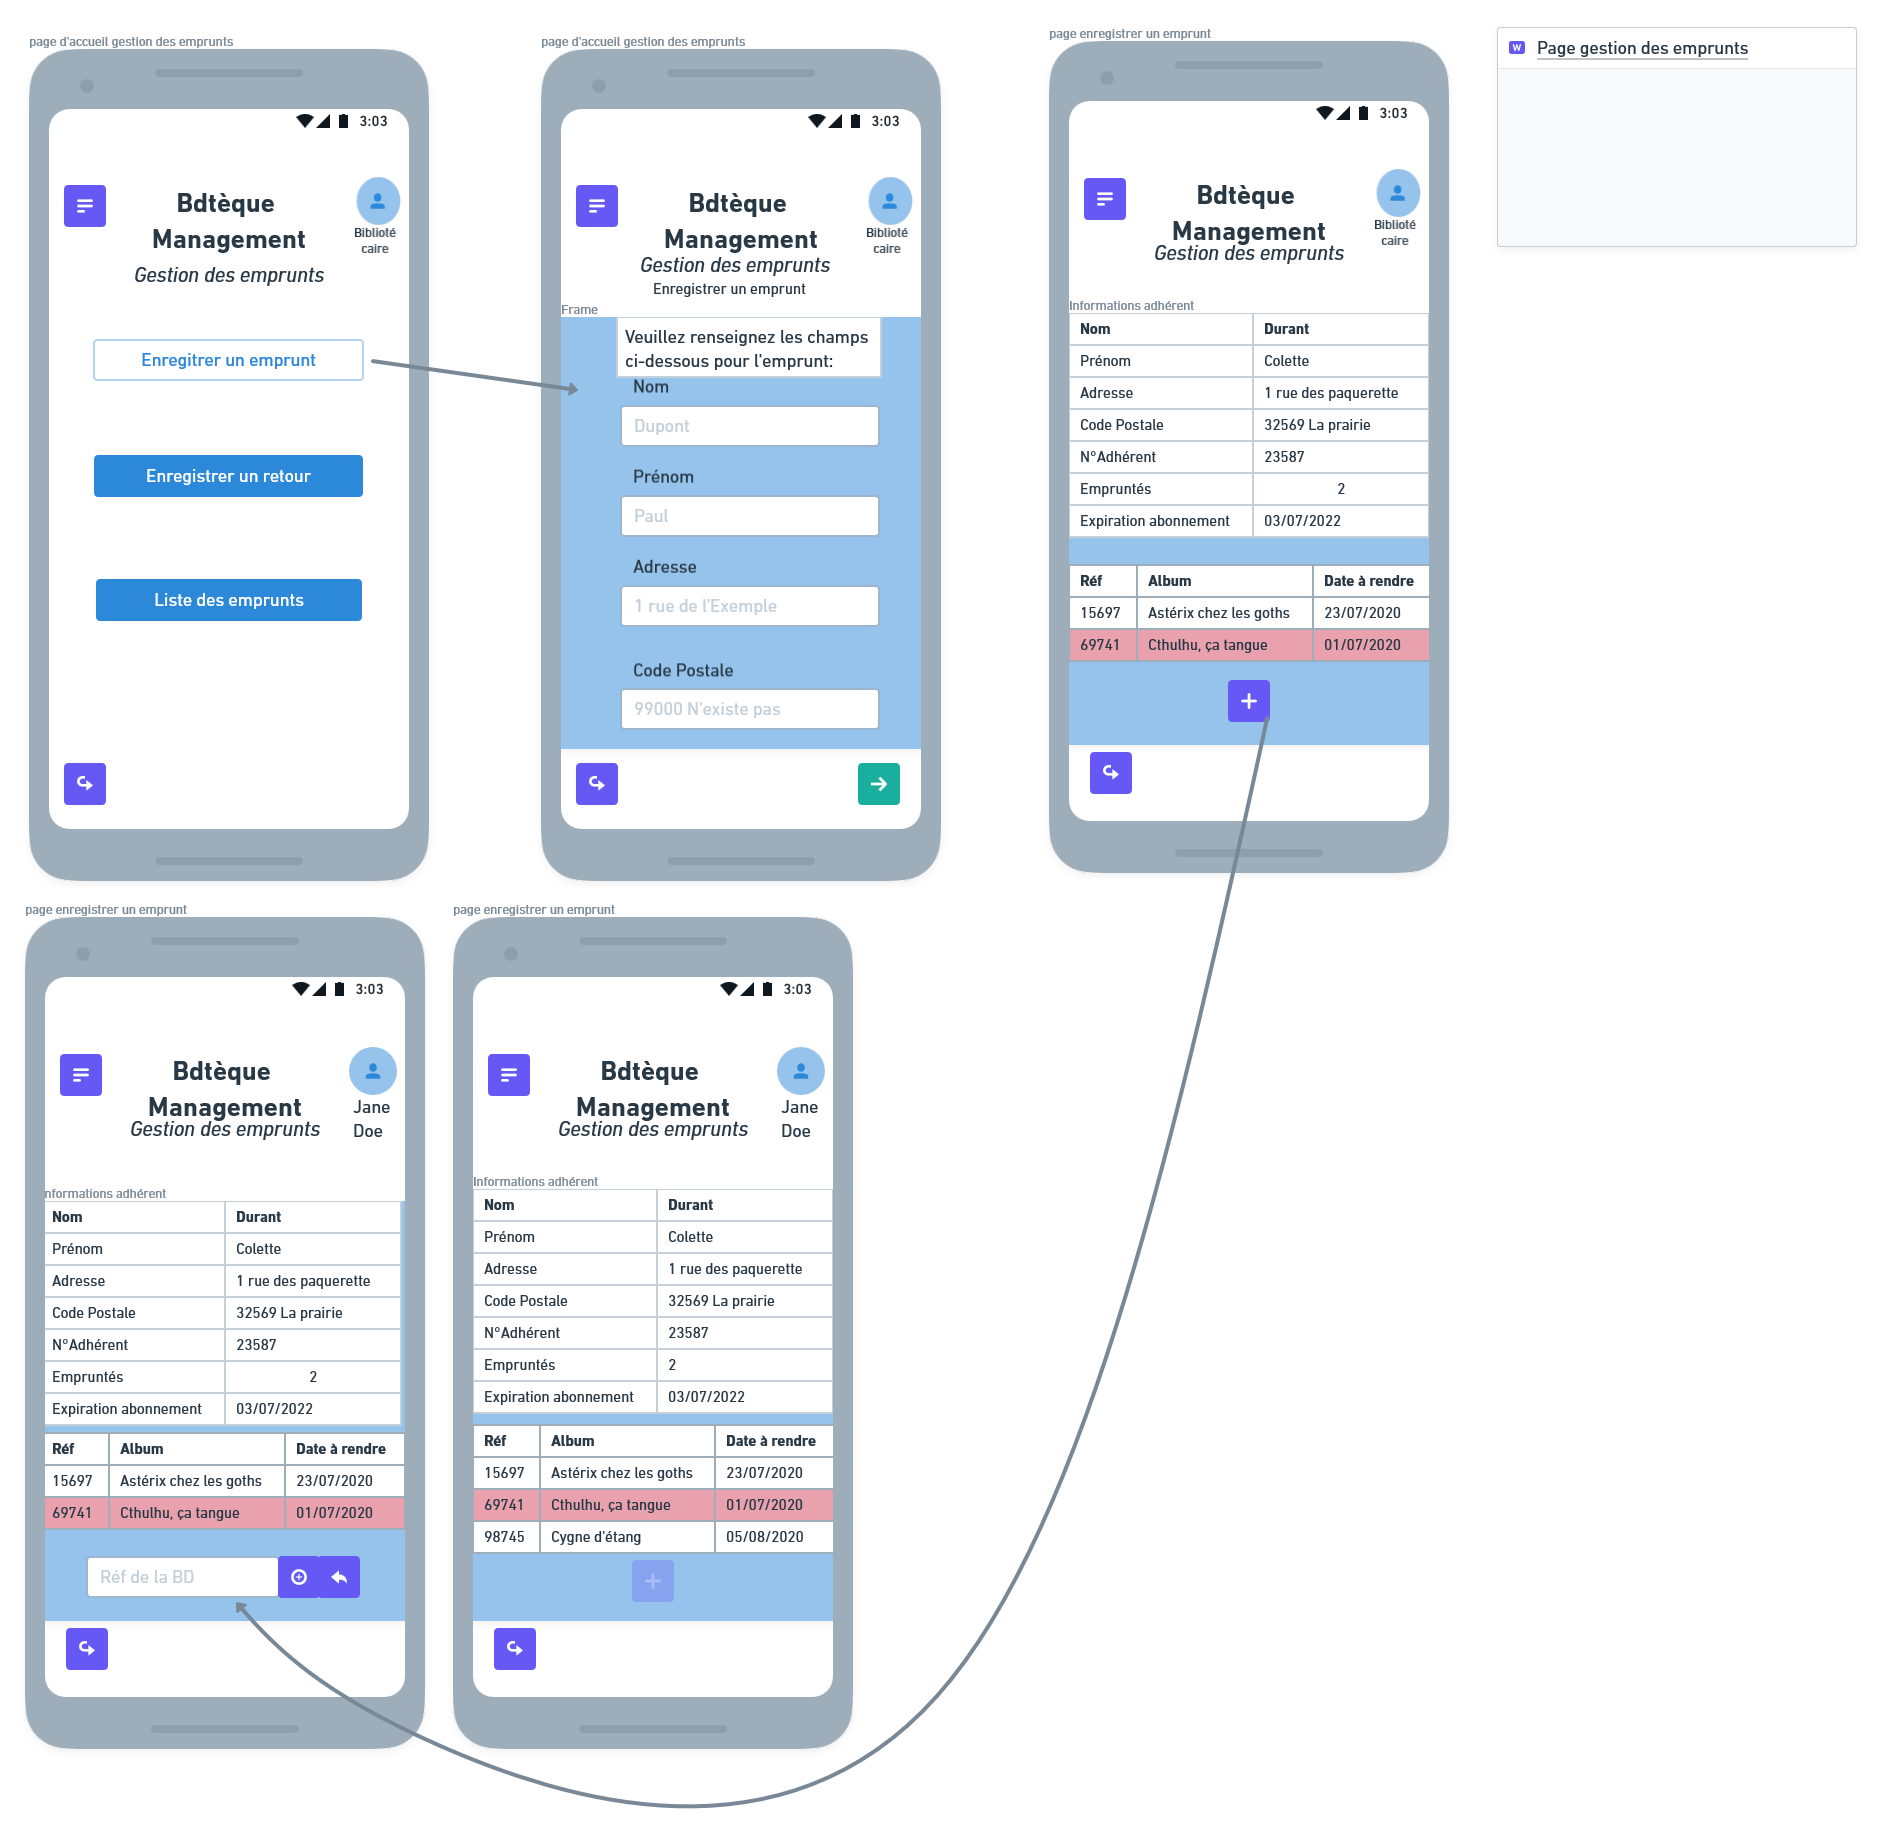 page d'accueil gestion des emprunts
3:03
Bdtèque
Management
Biblioté
caire
Gestion des emprunts
Enregitrer un emprunt
Enregistrer un retour
Liste des emprunts
page d'accueil gestion des emprunts
3:03
Bdtèque
Management
Biblioté
caire
Gestion des emprunts
Enregistrer un emprunt
Frame
Veuillez renseignez les champs
ci-dessous pour l'emprunt:
Nom
Dupont
Prénom
Paul
Adresse
1 rue de l'Exemple
Code Postale
99000 N'existe pas
page enregistrer un emprunt
3:03
Bdtèque
Management
Biblioté
caire
Gestion des emprunts
Informations adhérent
Nom Durant
Prénom Colette
Adresse 1 rue des paquerette
Code Postale 32569 La prairie
N°Adhérent 23587
Empruntés 2
Expiration abonnement 03/07/2022
Réf Album Date à rendre
15697 Astérix chez les goths 23/07/2020
69741 Cthulhu, ça tangue 01/07/2020
W Page gestion des emprunts
page enregistrer un emprunt
3:03
Bdtèque
Management
Jane
Doe
Gestion des emprunts
nformations adhérent
Nom Durant
Prénom Colette
Adresse 1 rue des paquerette
Code Postale 32569 La prairie
N°Adhérent 23587
Empruntés 2
Expiration abonnement 03/07/2022
Réf Album Date à rendre
15697 Astérix chez les goths 23/07/2020
69741 Cthulhu, ça tangue 01/07/2020
Réf de la BD
page enregistrer un emprunt
3:03
Bdtèque
Management
Jane
Doe
Gestion des emprunts
Informations adhérent
Nom Durant
Prénom Colette
Adresse 1 rue des paquerette
Code Postale 32569 La prairie
N°Adhérent 23587
Empruntés 2
Expiration abonnement 03/07/2022
Réf Album Date à rendre
15697 Astérix chez les goths 23/07/2020
69741 Cthulhu, ça tangue 01/07/2020
98745 Cygne d'étang 05/08/2020